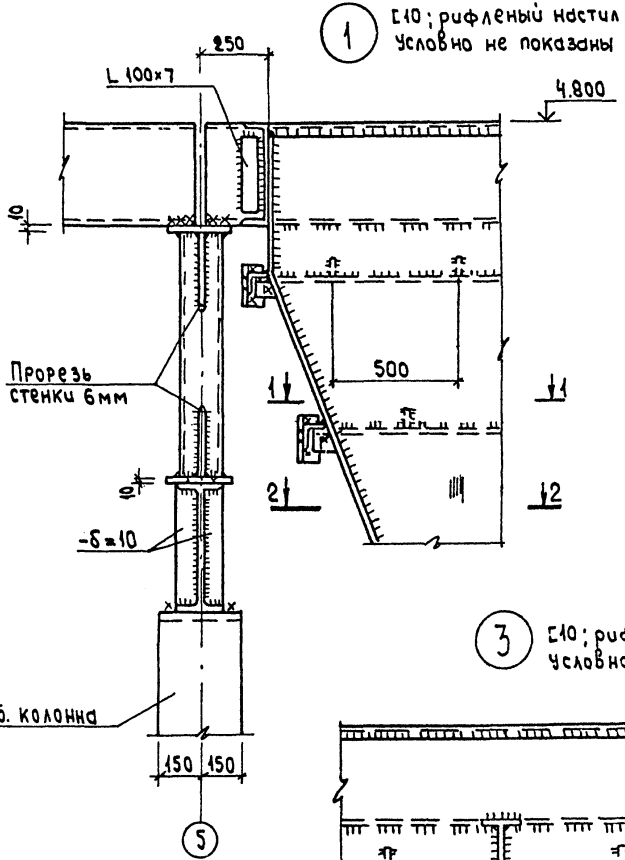 1
[10; рифленый настил
Условно не показаны
250
L 100×7
4.800
10
500
Прорезь
стенки 6мм
1 1
10
2 2
-δ=10
3
[10; риф
Условно
б. колонна
150 150
5